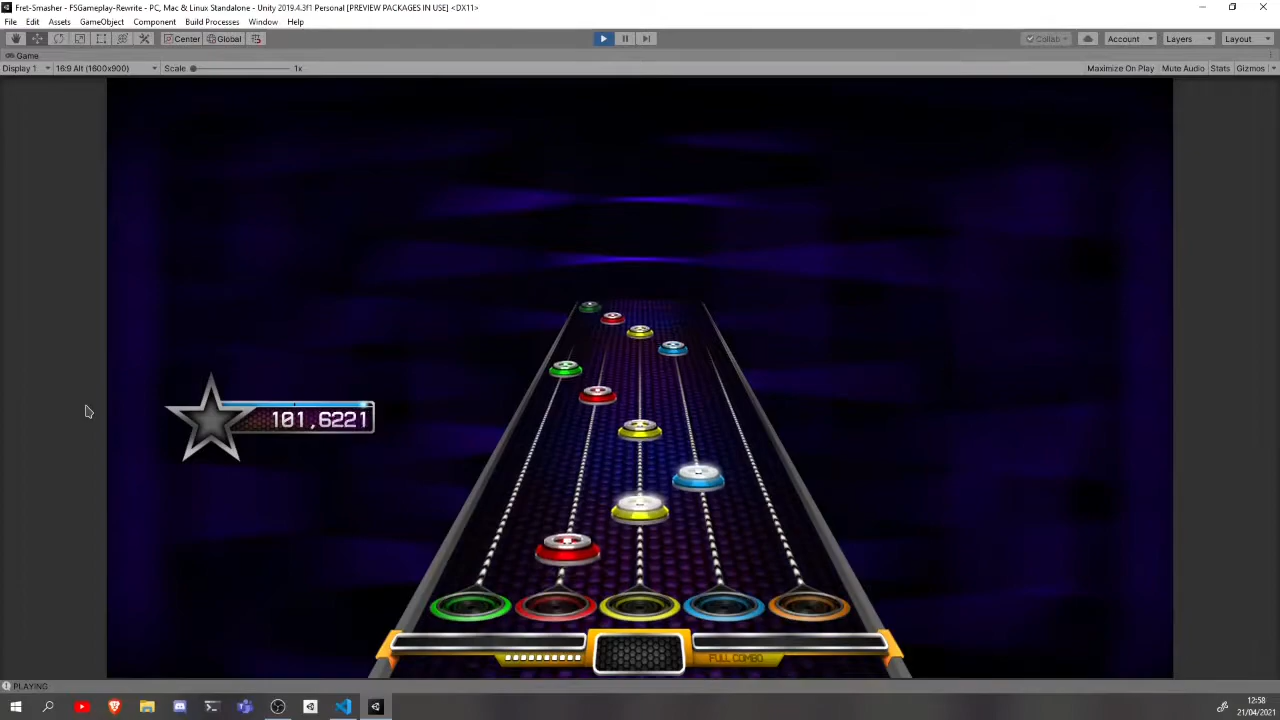 Fret-Smasher - FSGameplay-Rewrite - PC, Mac & Linux Standalone - Unity 2019.4.3f1 Personal [PREVIEW PACKAGES IN USE] <DX11>
File Edit Assets GameObject Component Build Processes Window Help
Center Global Collab Account Layers Layout
Game
Display 1 16:9 Alt (1600x900) Scale 1x Maximize On Play Mute Audio Stats Gizmos
101,6221
FULL COMBO
PLAYING
12:58
21/04/2021